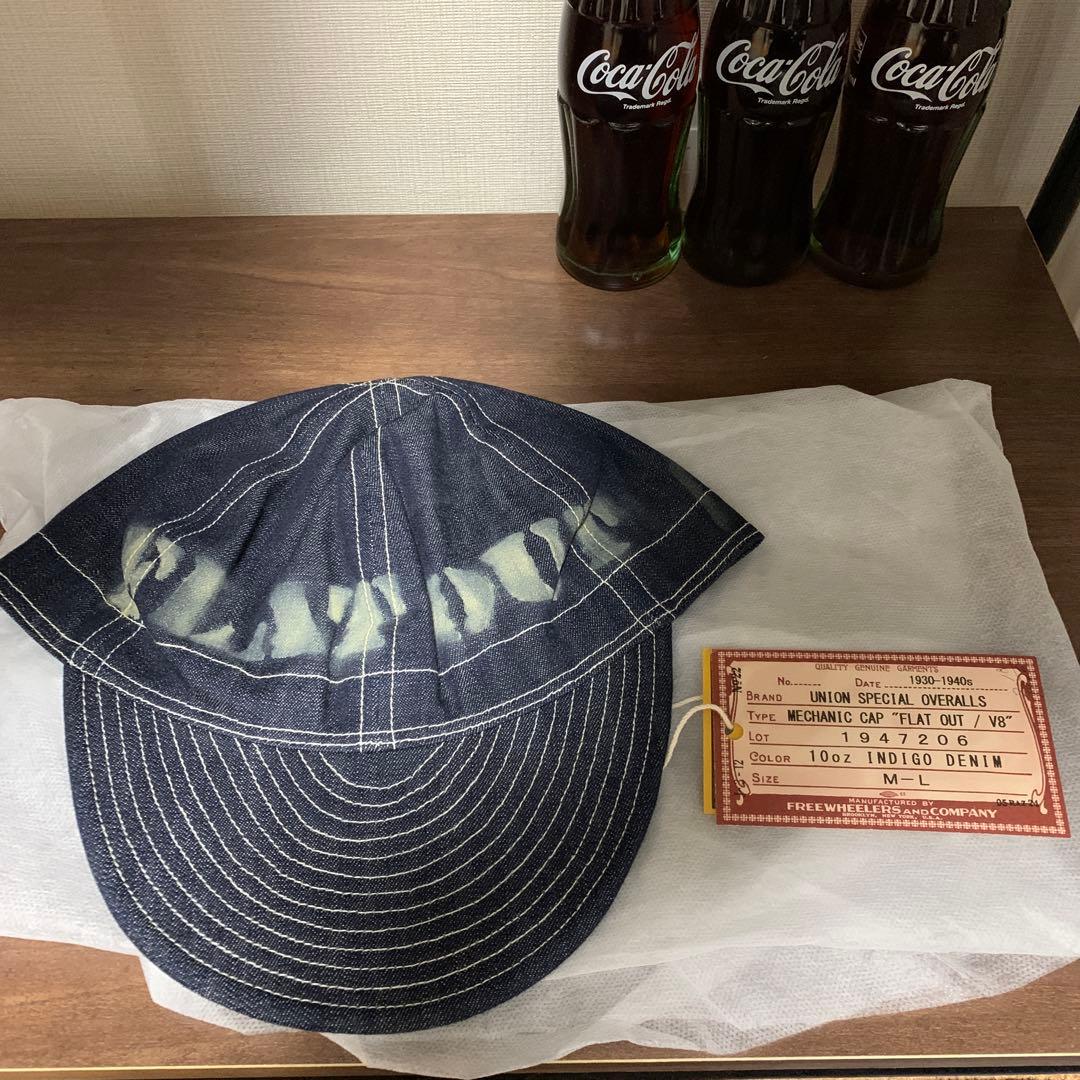 Coca-Cola
Trademark Regd.
Coca-Cola
Trademark Regd.
Coca-Cola
Trademark Regd.
QUALITY GENUINE GARMENTS
No.
DATE 1930-1940s
BRAND UNION SPECIAL OVERALLS
TYPE MECHANIC CAP "FLAT OUT / V8"
LOT 1947206
COLOR 10oz INDIGO DENIM
SIZE M-L
MANUFACTURED BY
FREEWHEELERS AND COMPANY
BROOKLYN, NEW YORK, U.S.A.
No 22